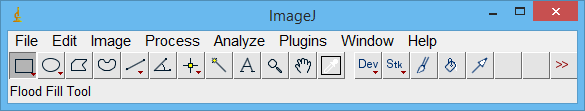 ImageJ
File Edit Image Process Analyze Plugins Window Help
A Dev Stk >>
Flood Fill Tool